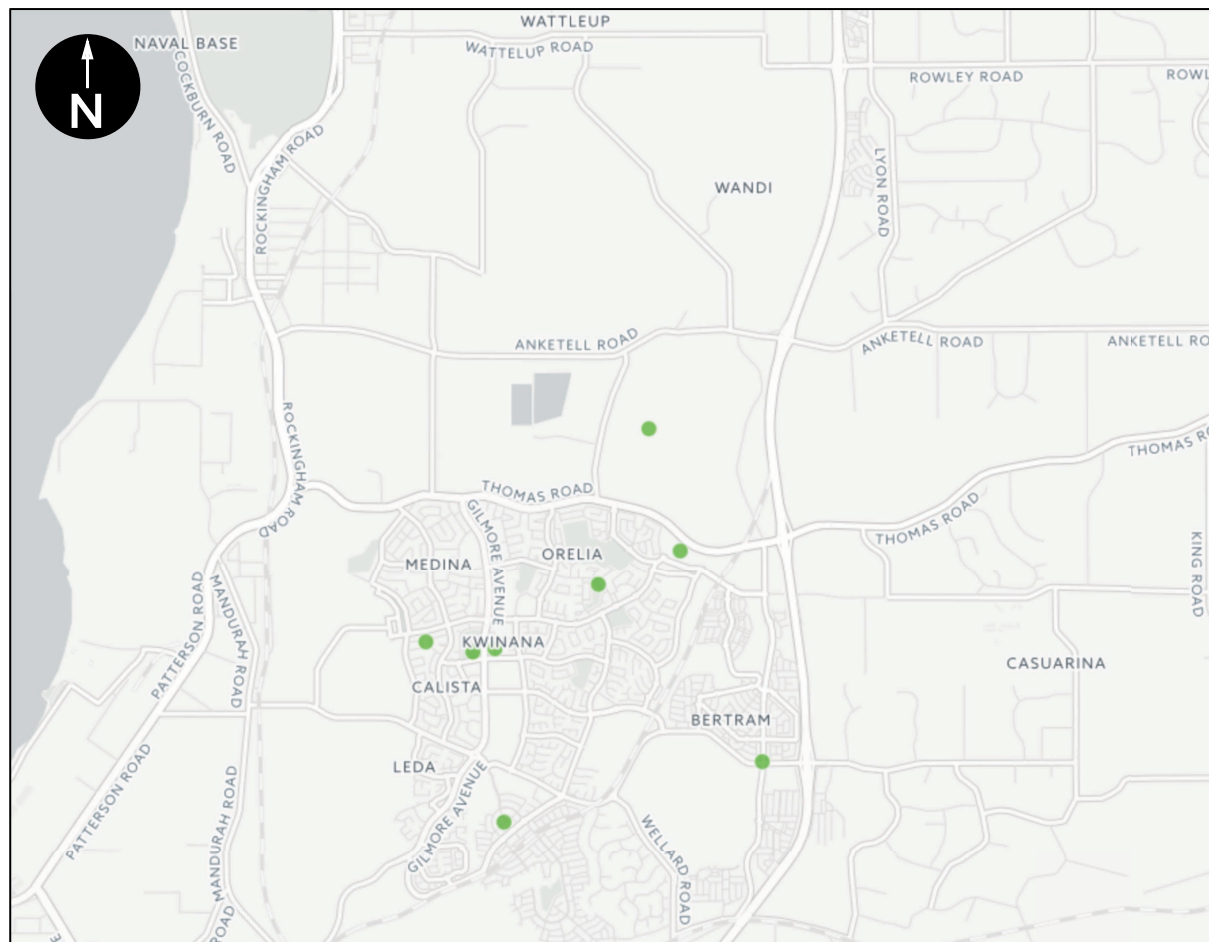 WATTLEUP
NAVAL BASE
WATTELUP ROAD
ROWLEY ROAD
ROWL
N
COCKBURN ROAD
ROCKINGHAM ROAD
LYON ROAD
WANDI
ANKETELL ROAD
ANKETELL ROAD
ANKETELL RO
ROCKINGHAM ROAD
THOMAS RO
THOMAS ROAD
GILMORE AVENUE
THOMAS ROAD
KING ROAD
MEDINA
ORELIA
PATTERSON ROAD
MANDURAH ROAD
KWINANA
CASUARINA
CALISTA
BERTRAM
LEDA
PATTERSON ROAD
MANDURAH ROAD
GILMORE AVENUE
WELLARD ROAD
ROAD
E